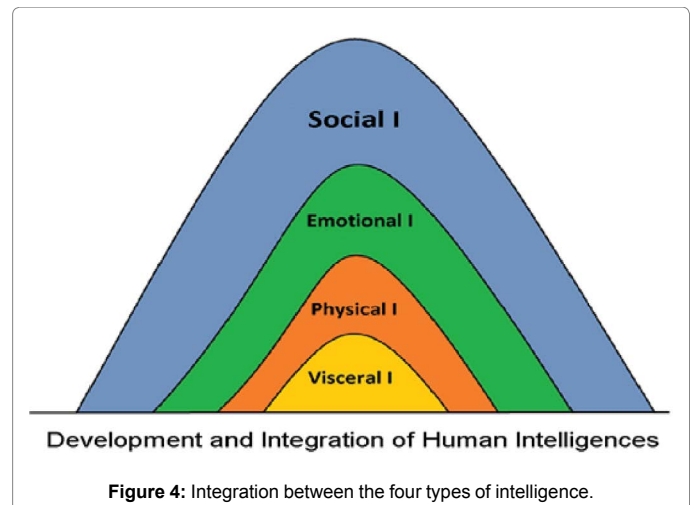 Social I
Emotional I
Physical I
Visceral I
Development and Integration of Human Intelligences
Figure 4: Integration between the four types of intelligence.